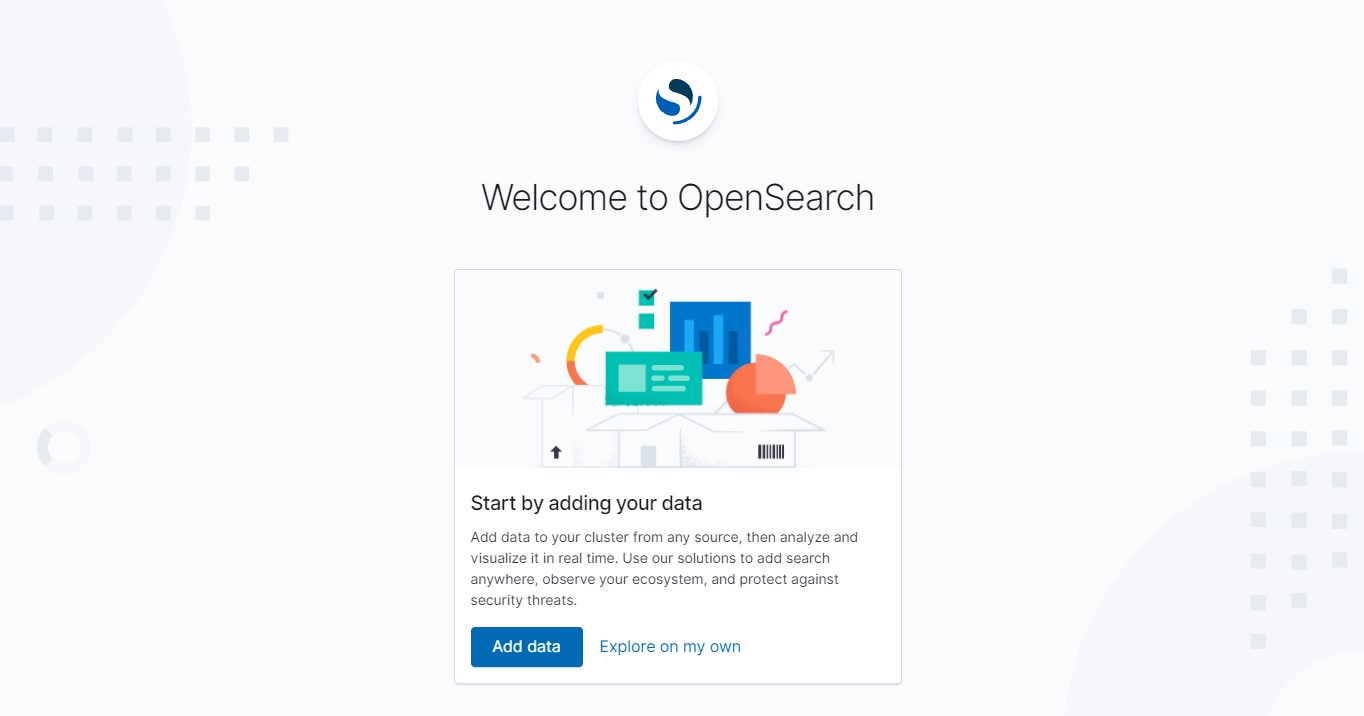 Welcome to OpenSearch
Start by adding your data
Add data to your cluster from any source, then analyze and
visualize it in real time. Use our solutions to add search
anywhere, observe your ecosystem, and protect against
security threats.
Add data
Explore on my own